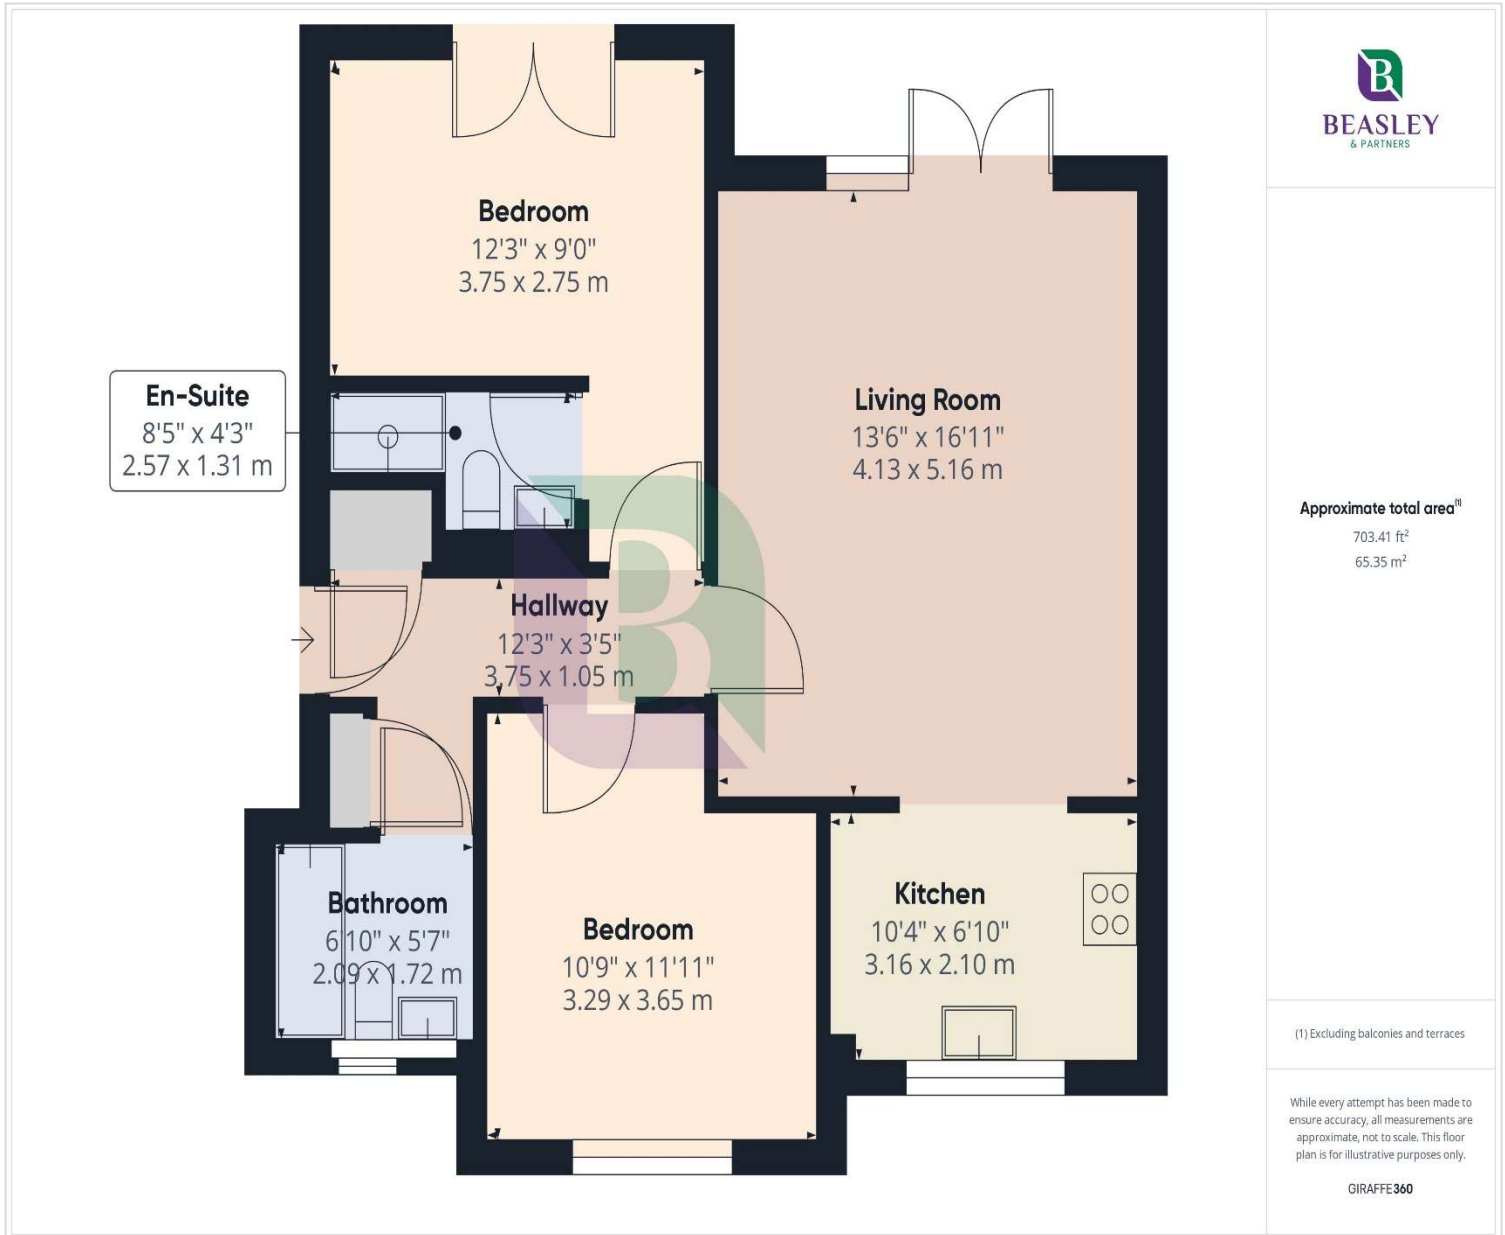 Bedroom
12'3" x 9'0"
3.75 x 2.75 m
En-Suite
8'5" x 4'3"
2.57 x 1.31 m
Living Room
13'6" x 16'11"
4.13 x 5.16 m
Hallway
12'3" x 3'5"
3.75 x 1.05 m
Bathroom
6'10" x 5'7"
2.09 x 1.72 m
Bedroom
10'9" x 11'11"
3.29 x 3.65 m
Kitchen
10'4" x 6'10"
3.16 x 2.10 m
B
B
BEASLEY
& PARTNERS
Approximate total area⁽¹⁾
703.41 ft²
65.35 m²
(1) Excluding balconies and terraces
While every attempt has been made to
ensure accuracy, all measurements are
approximate, not to scale. This floor
plan is for illustrative purposes only.
GIRAFFE360